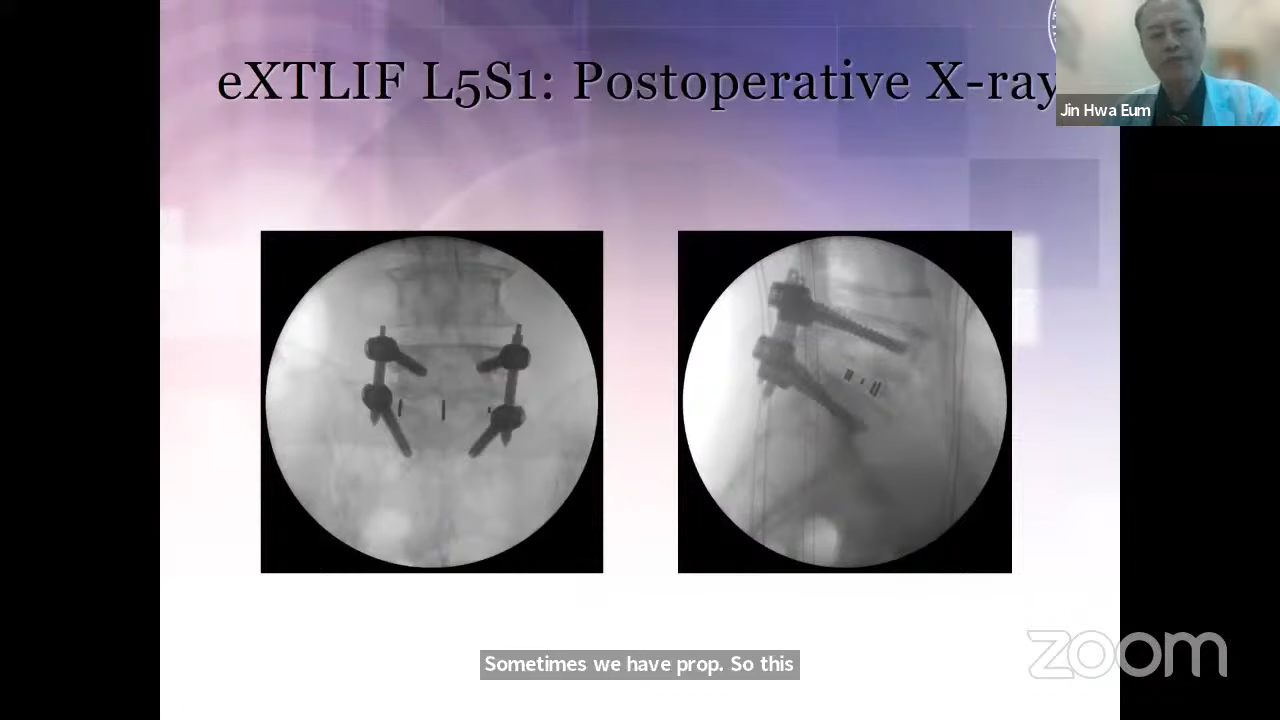 eXTLIF L5S1: Postoperative X-ray
Jin Hwa Eum
Sometimes we have prop. So this
zoom